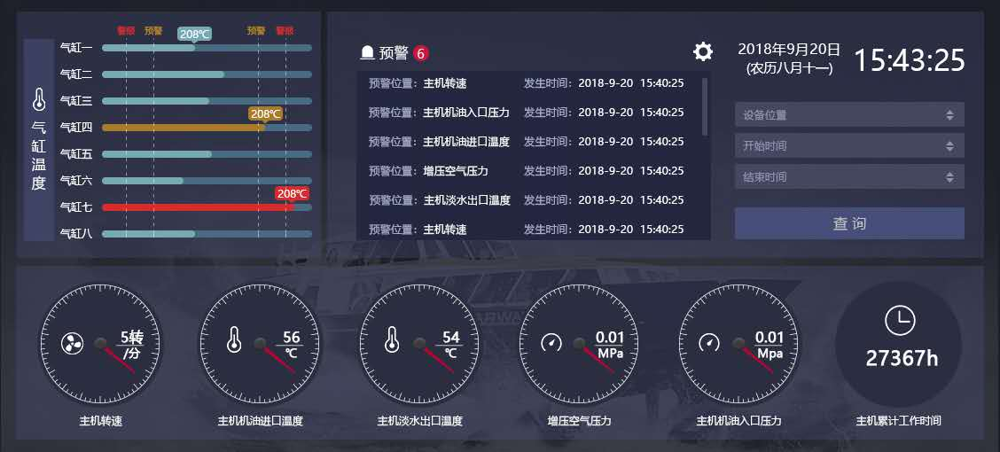 警报 预警 208℃ 预警 警报
气缸一
气缸二
气缸三
208℃
气缸四
气缸五
气缸六
208℃
气缸七
气缸八
气缸温度
预警 6
预警位置：主机转速 发生时间：2018-9-20 15:40:25
预警位置：主机机油入口压力 发生时间：2018-9-20 15:40:25
预警位置：主机机油进口温度 发生时间：2018-9-20 15:40:25
预警位置：增压空气压力 发生时间：2018-9-20 15:40:25
预警位置：主机淡水出口温度 发生时间：2018-9-20 15:40:25
预警位置：主机转速 发生时间：2018-9-20 15:40:25
2018年9月20日
(农历八月十一)
15:43:25
设备位置
开始时间
结束时间
查 询
5转
/分
主机转速
56
℃
主机机油进口温度
54
℃
主机淡水出口温度
0.01
MPa
增压空气压力
0.01
Mpa
主机机油入口压力
27367h
主机累计工作时间